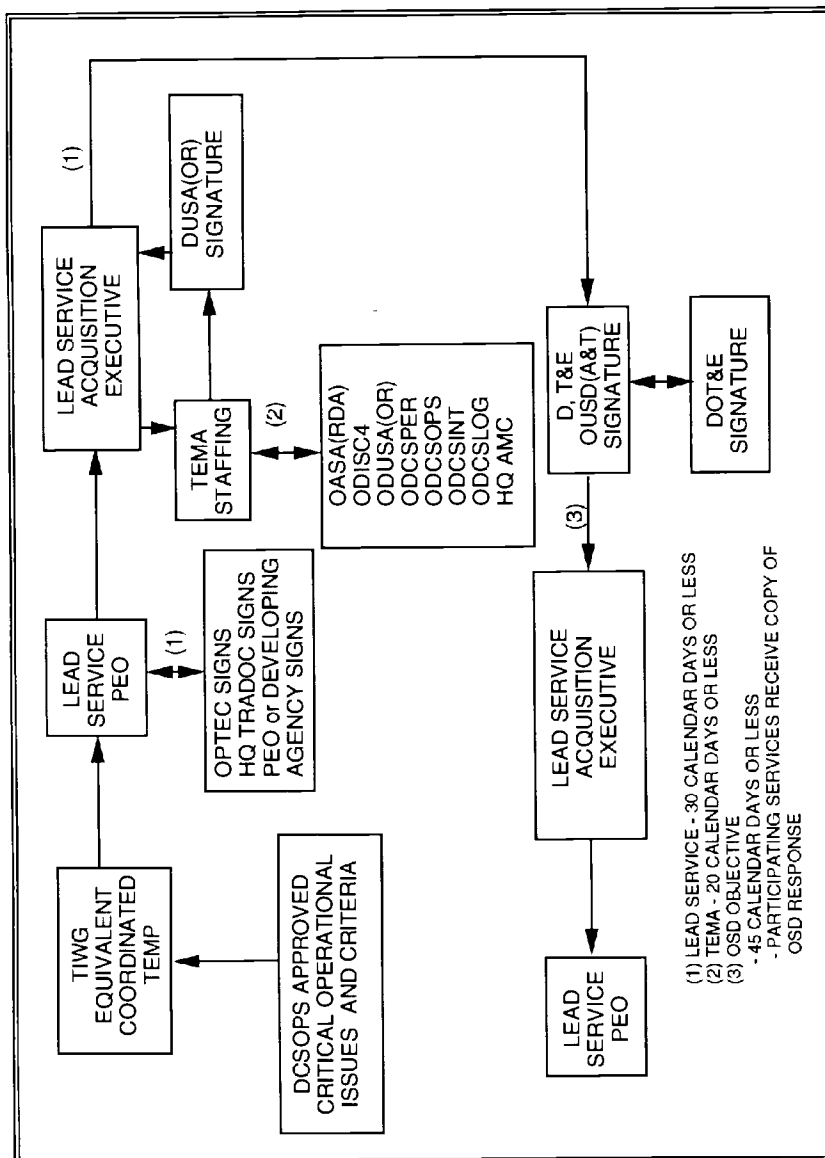 TIWG
EQUIVALENT
COORDINATED
TEMP
DCSOPS APPROVED
CRITICAL OPERATIONAL
ISSUES AND CRITERIA
LEAD
SERVICE
PEO
(1)
OPTEC SIGNS
HQ TRADOC SIGNS
PEO or DEVELOPING
AGENCY SIGNS
LEAD SERVICE
ACQUISITION
EXECUTIVE
(1)
TEMA
STAFFING
DUSA(OR)
SIGNATURE
(2)
OASA(RDA)
ODISC4
ODUSA(OR)
ODCSPER
ODCSOPS
ODCSINT
ODCSLOG
HQ AMC
D, T&E
OUSD(A&T)
SIGNATURE
DOT&E
SIGNATURE
(3)
LEAD SERVICE
ACQUISITION
EXECUTIVE
LEAD
SERVICE
PEO
(1) LEAD SERVICE - 30 CALENDAR DAYS OR LESS
(2) TEMA - 20 CALENDAR DAYS OR LESS
(3) OSD OBJECTIVE
- 45 CALENDAR DAYS OR LESS
- PARTICIPATING SERVICES RECEIVE COPY OF
OSD RESPONSE